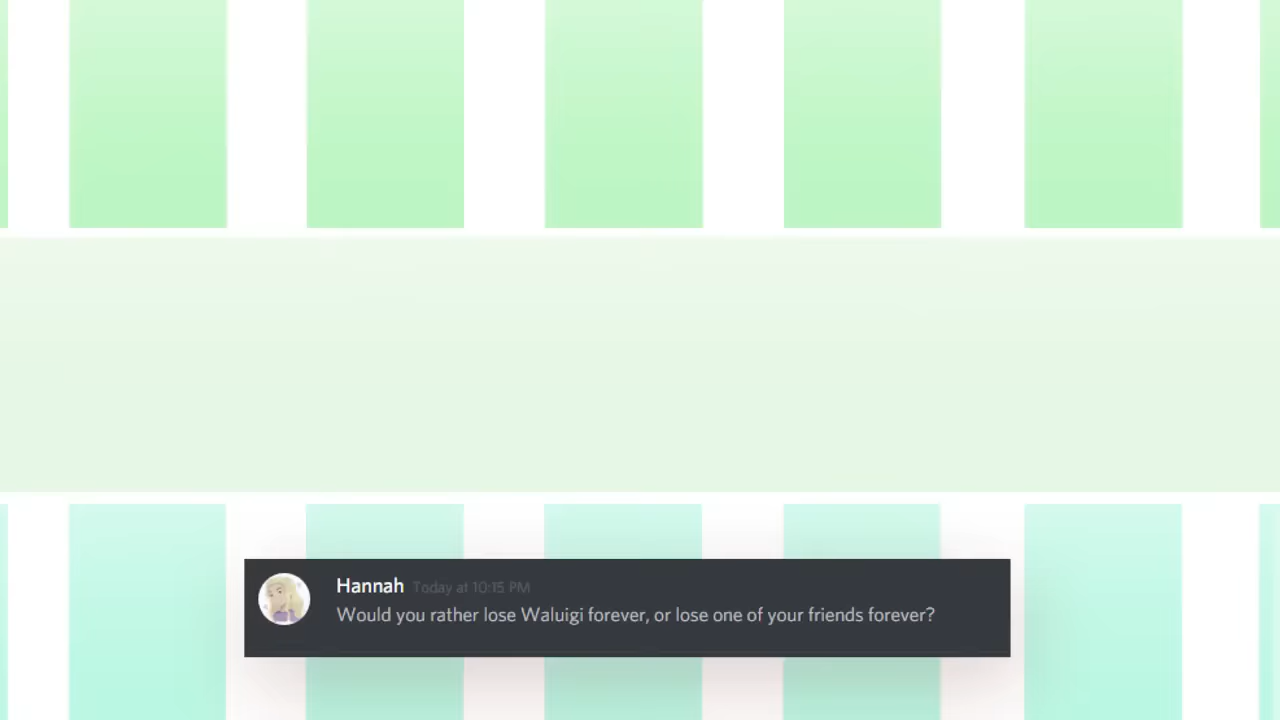 Hannah Today at 10:15 PM
Would you rather lose Waluigi forever, or lose one of your friends forever?